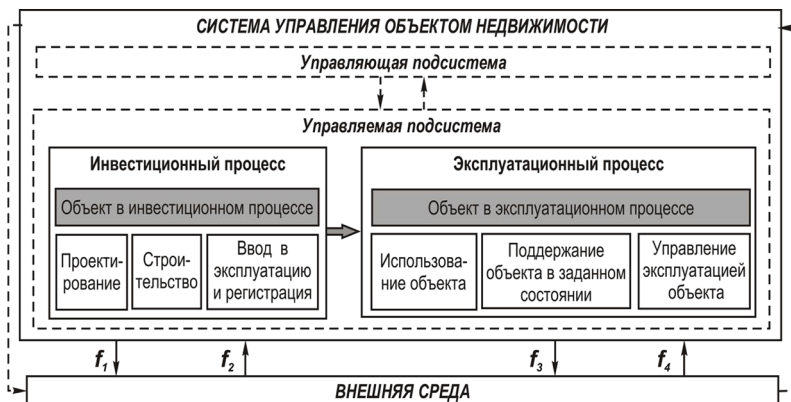 СИСТЕМА УПРАВЛЕНИЯ ОБЪЕКТОМ НЕДВИЖИМОСТИ
Управляющая подсистема
Управляемая подсистема
Инвестиционный процесс
Объект в инвестиционном процессе
Проекти-
рование
Строи-
тельство
Ввод в
эксплуатацию
и регистрация
Эксплуатационный процесс
Объект в эксплуатационном процессе
Использова-
ние объекта
Поддержание
объекта в заданном
состоянии
Управление
эксплуатацией
объекта
f1
f2
f3
f4
ВНЕШНЯЯ СРЕДА